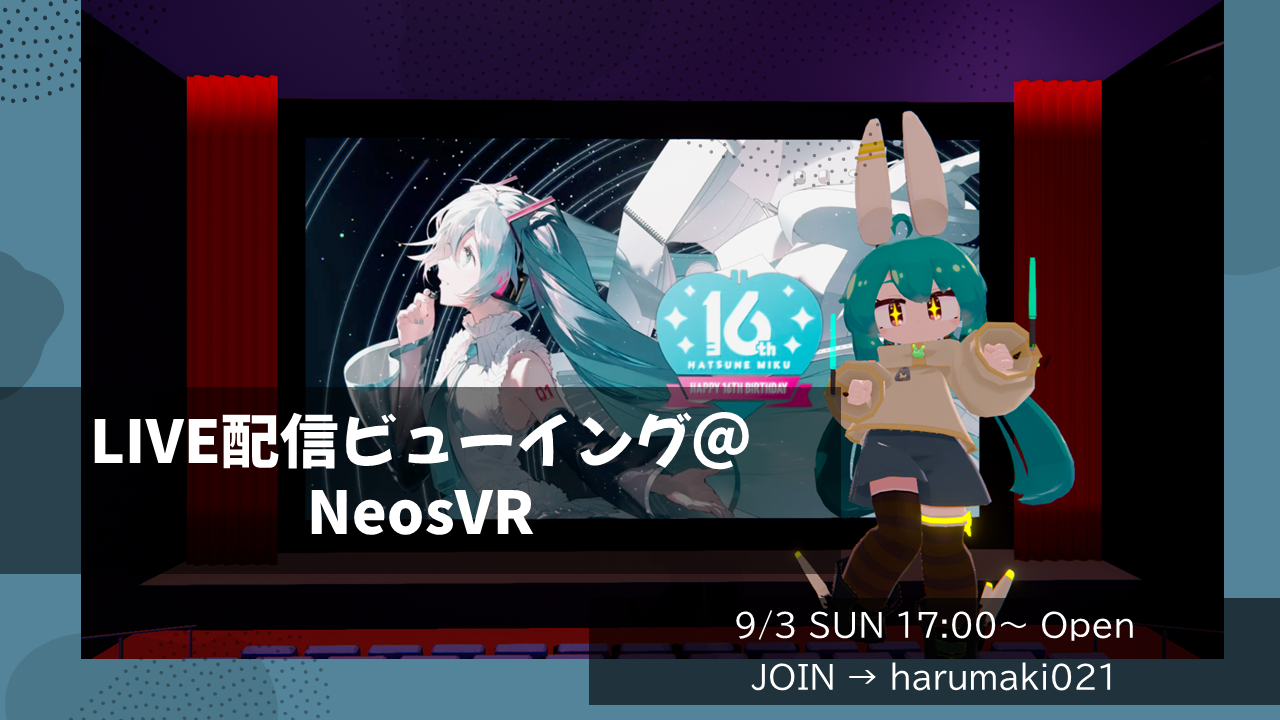 16th
HATSUNE MIKU
HAPPY 16TH BIRTHDAY
01
LIVE配信ビューイング@
NeosVR
9/3 SUN 17:00～ Open
JOIN → harumaki021